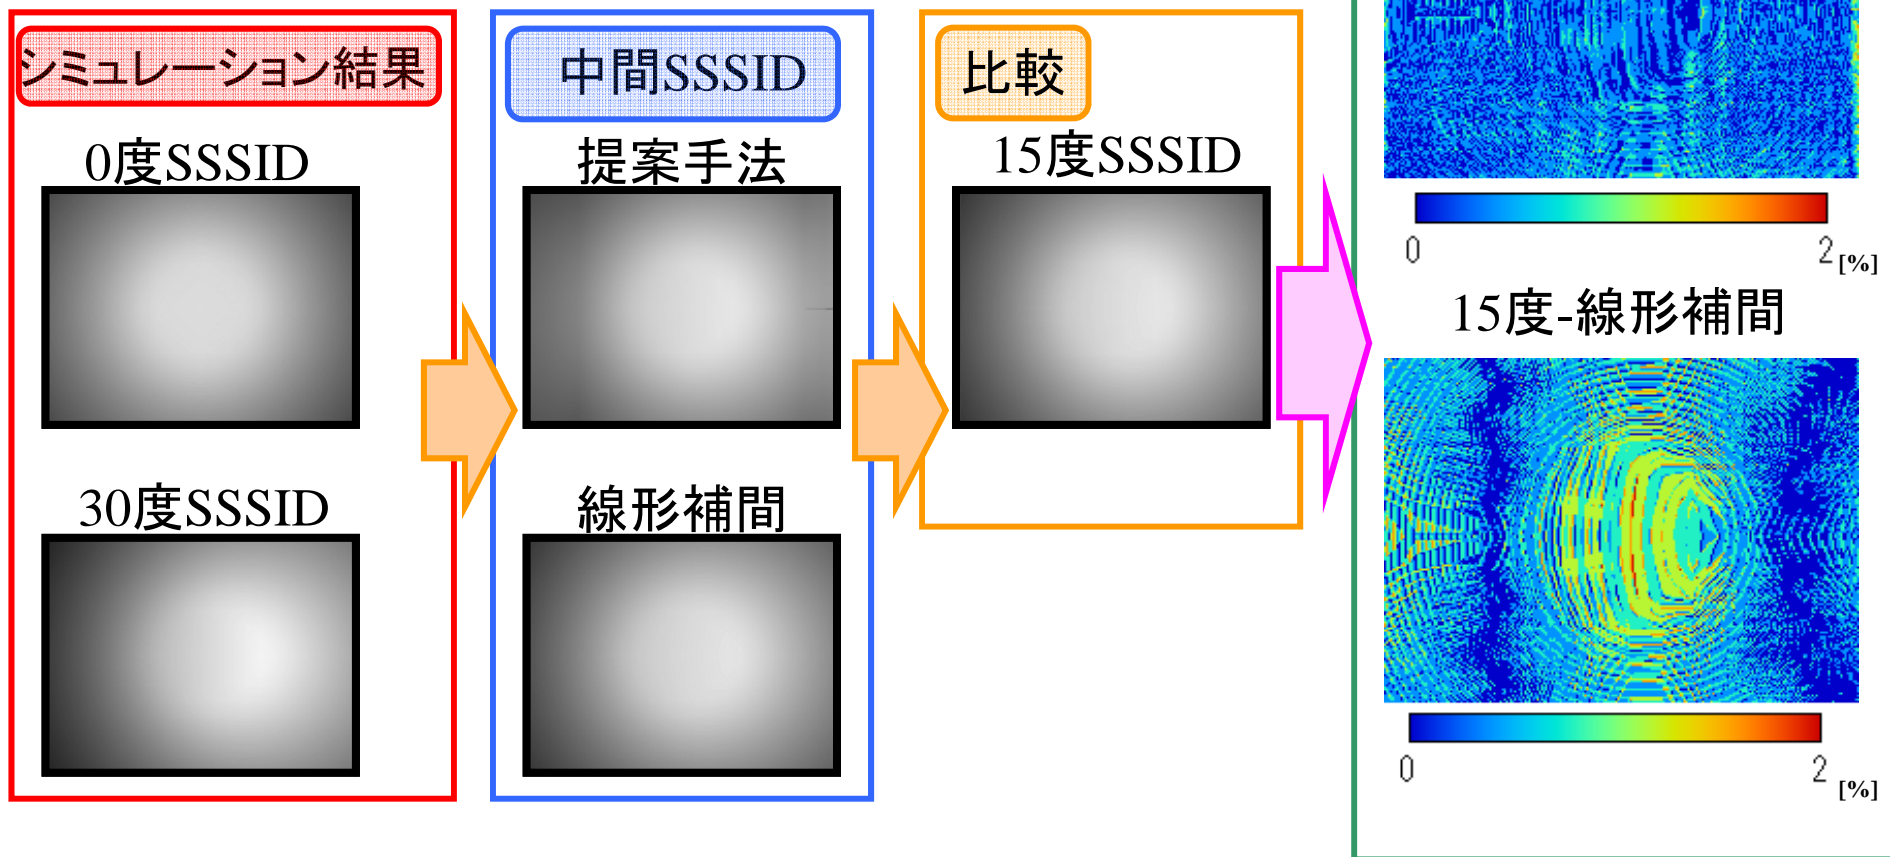 シミュレーション結果
0度SSSID
30度SSSID
中間SSSID
提案手法
線形補間
比較
15度SSSID
0 2 [%]
15度-線形補間
0 2 [%]